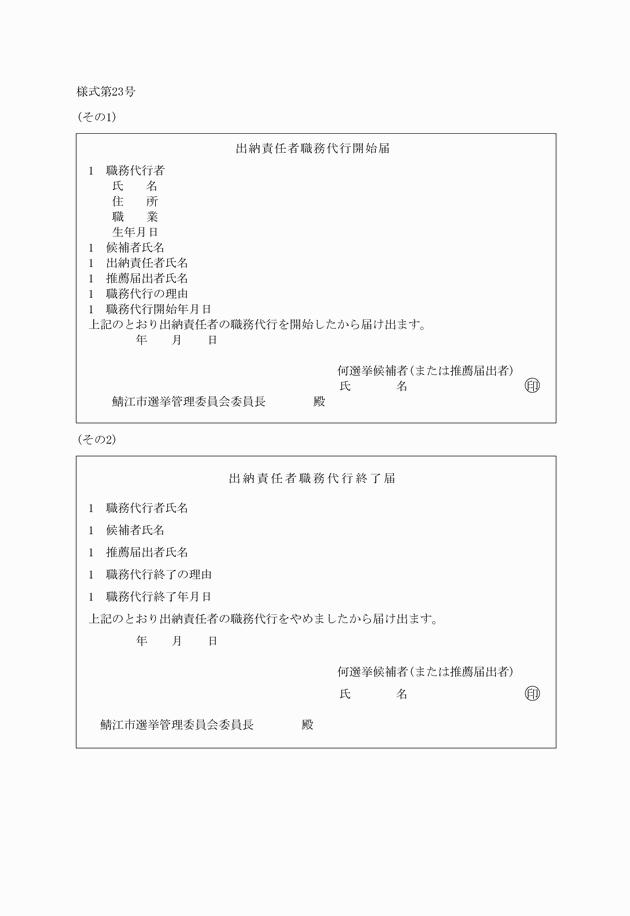 様式第23号
(その1)
出納責任者職務代行開始届
1 職務代行者
氏 名
住 所
職 業
生年月日
1 候補者氏名
1 出納責任者氏名
1 推薦届出者氏名
1 職務代行の理由
1 職務代行開始年月日
上記のとおり出納責任者の職務代行を開始したから届け出ます。
年 月 日
何選挙候補者(または推薦届出者)
氏 名 ㊞
鯖江市選挙管理委員会委員長 殿
(その2)
出納責任者職務代行終了届
1 職務代行者氏名
1 候補者氏名
1 推薦届出者氏名
1 職務代行終了の理由
1 職務代行終了年月日
上記のとおり出納責任者の職務代行をやめましたから届け出ます。
年 月 日
何選挙候補者(または推薦届出者)
氏 名 ㊞
鯖江市選挙管理委員会委員長 殿